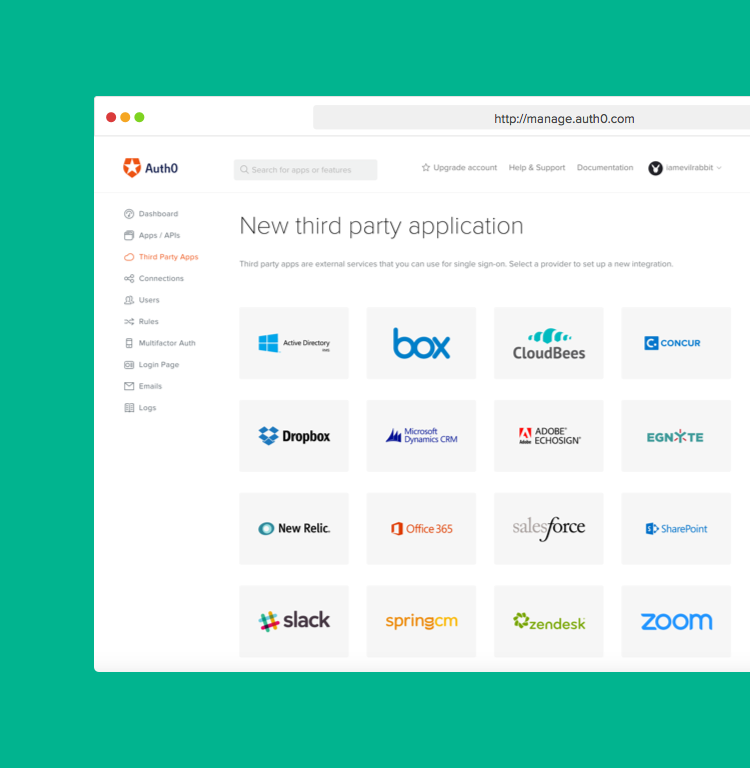 http://manage.auth0.com
Auth0
Search for apps or features
Upgrade account
Help & Support
Documentation
iamevilrabbit
Dashboard
Apps / APIs
Third Party Apps
Connections
Users
Rules
Multifactor Auth
Login Page
Emails
Logs
New third party application
Third party apps are external services that you can use for single sign-on. Select a provider to set up a new integration.
Active Directory
box
CloudBees
CONCUR
Dropbox
Microsoft
Dynamics CRM
Adobe
ADOBE®
ECHOSIGN®
EGNYTE
New Relic.
Office 365
salesforce
SharePoint
slack
springcm
zendesk
zoom